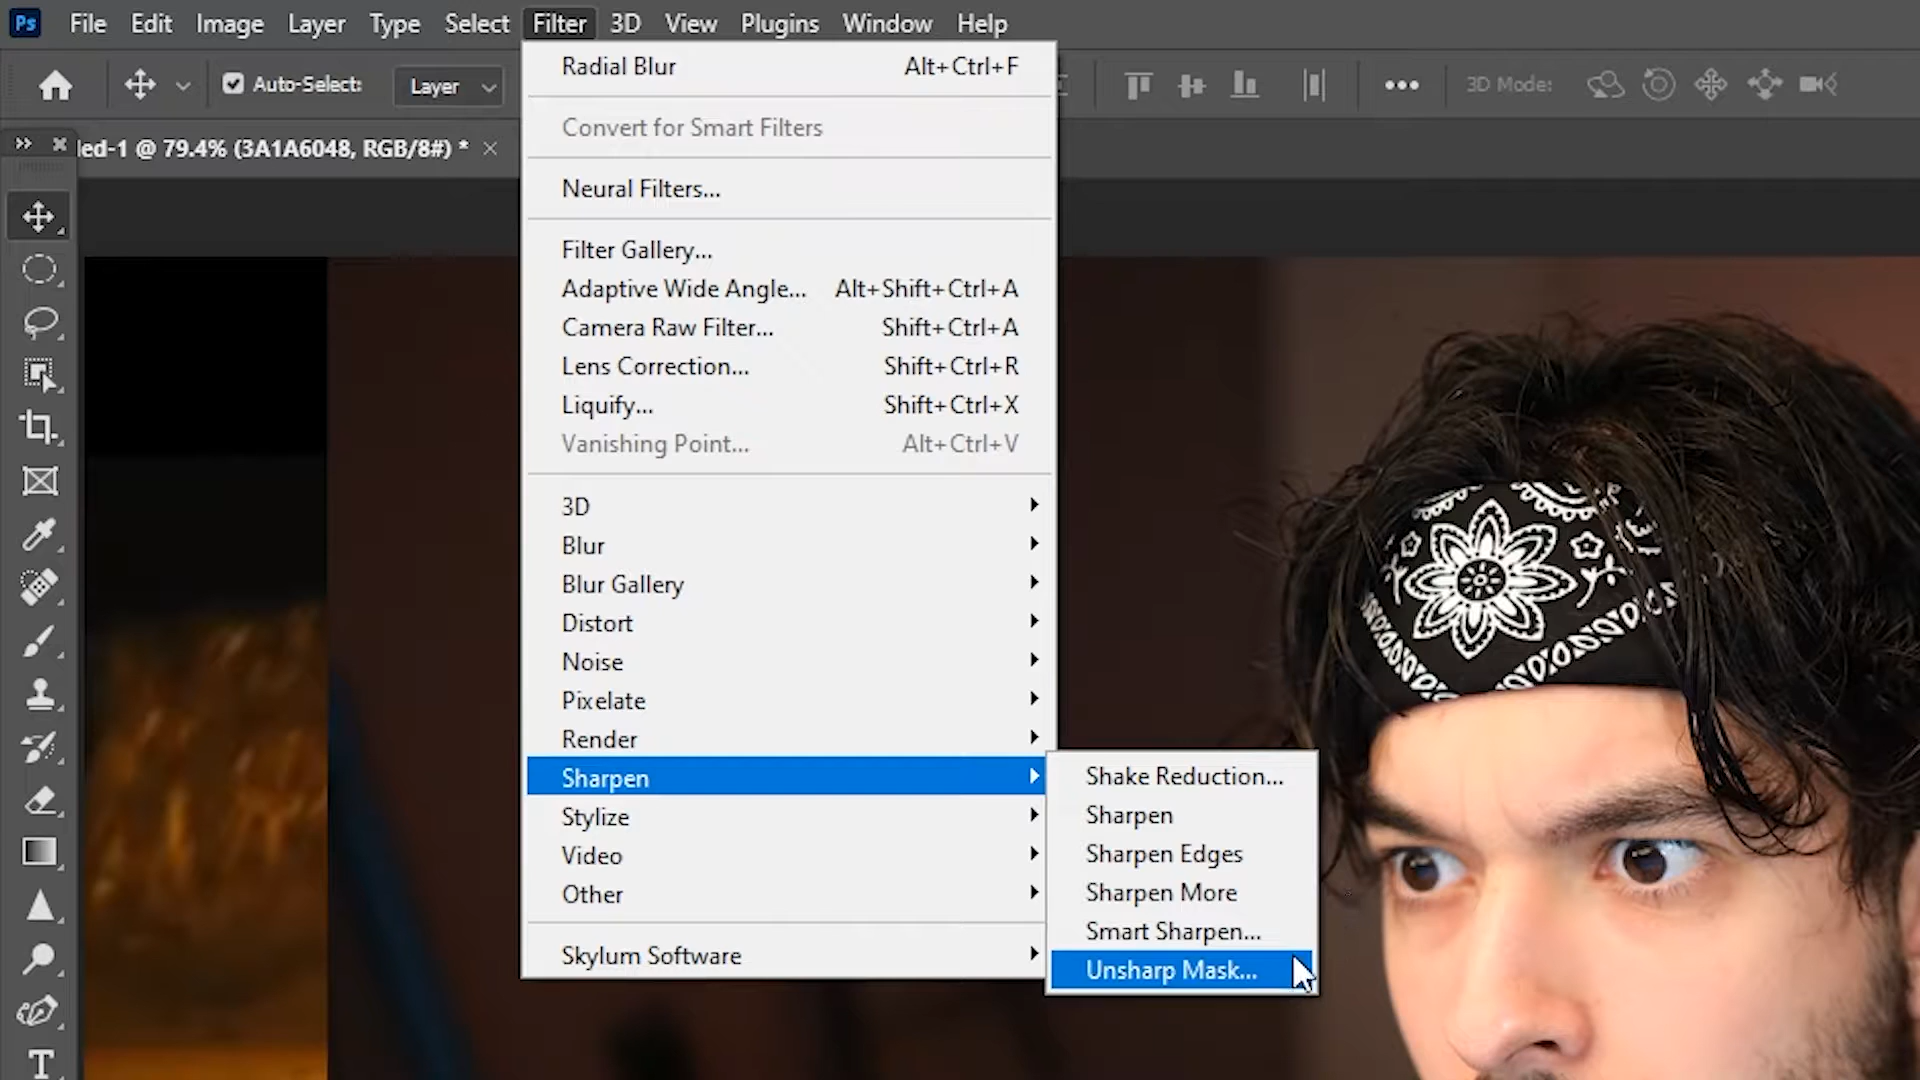 Ps File Edit Image Layer Type Select Filter 3D View Plugins Window Help
Auto-Select: Layer
3D Mode:
led-1 @ 79.4% (3A1A6048, RGB/8#) *
Radial Blur Alt+Ctrl+F
Convert for Smart Filters
Neural Filters...
Filter Gallery...
Adaptive Wide Angle... Alt+Shift+Ctrl+A
Camera Raw Filter... Shift+Ctrl+A
Lens Correction... Shift+Ctrl+R
Liquify... Shift+Ctrl+X
Vanishing Point... Alt+Ctrl+V
3D
Blur
Blur Gallery
Distort
Noise
Pixelate
Render
Sharpen
Stylize
Video
Other
Skylum Software
Shake Reduction...
Sharpen
Sharpen Edges
Sharpen More
Smart Sharpen...
Unsharp Mask...